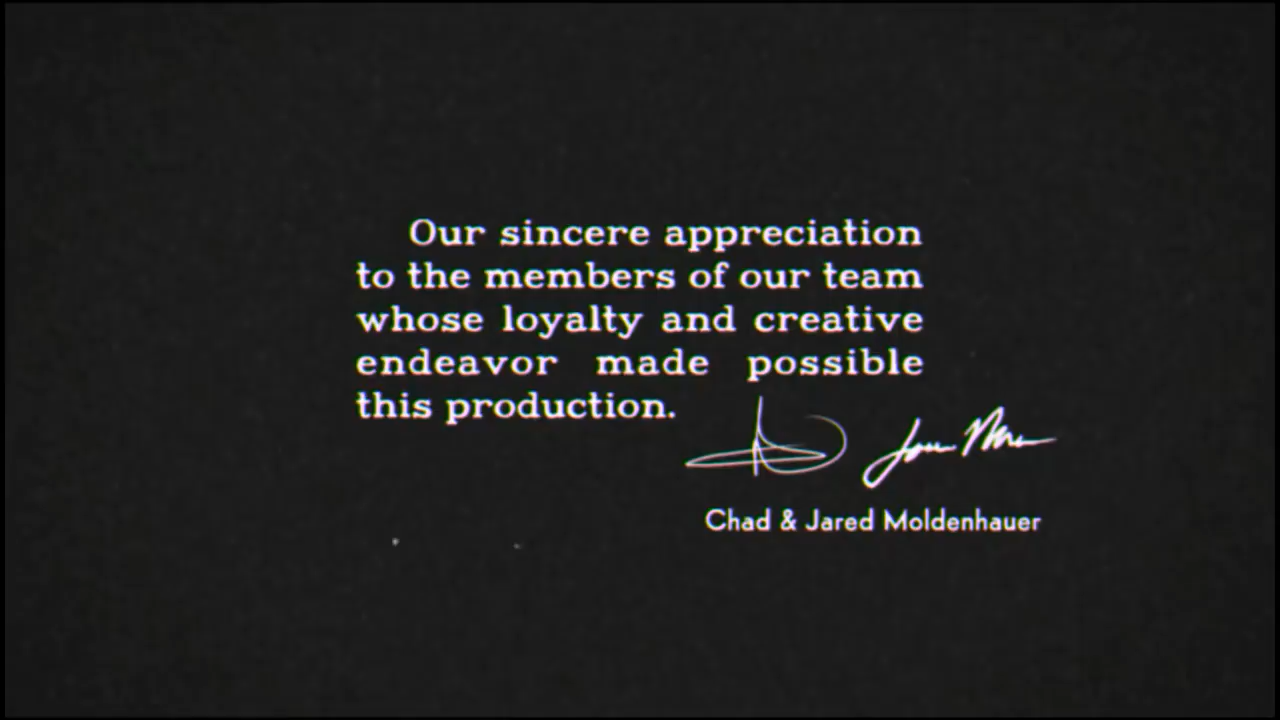 Our sincere appreciation
to the members of our team
whose loyalty and creative
endeavor made possible
this production.
Chad & Jared Moldenhauer